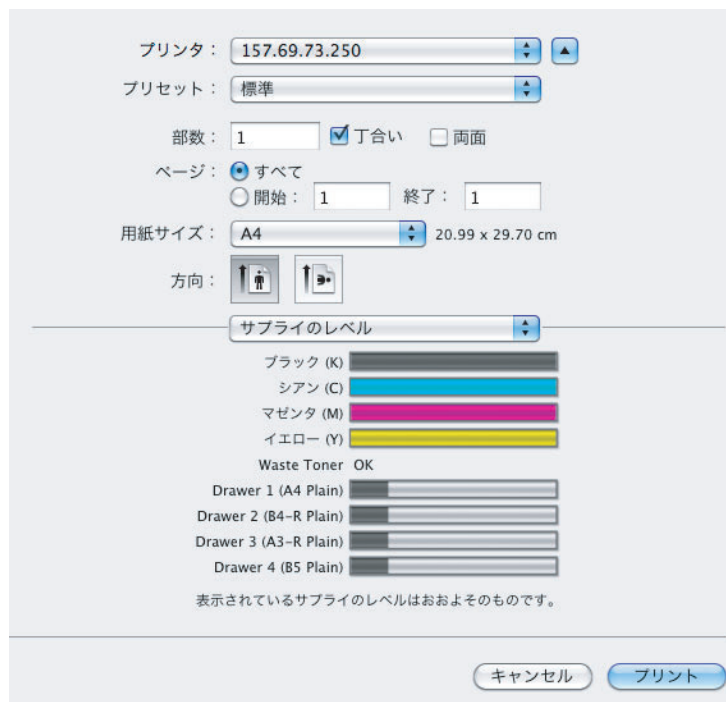 プリンタ： 157.69.73.250
プリセット： 標準
部数： 1 丁合い 両面
ページ： すべて
開始： 1 終了： 1
用紙サイズ： A4 20.99 x 29.70 cm
方向：
サプライのレベル
ブラック (K)
シアン (C)
マゼンタ (M)
イエロー (Y)
Waste Toner OK
Drawer 1 (A4 Plain)
Drawer 2 (B4-R Plain)
Drawer 3 (A3-R Plain)
Drawer 4 (B5 Plain)
表示されているサプライのレベルはおおよそのものです。
キャンセル プリント